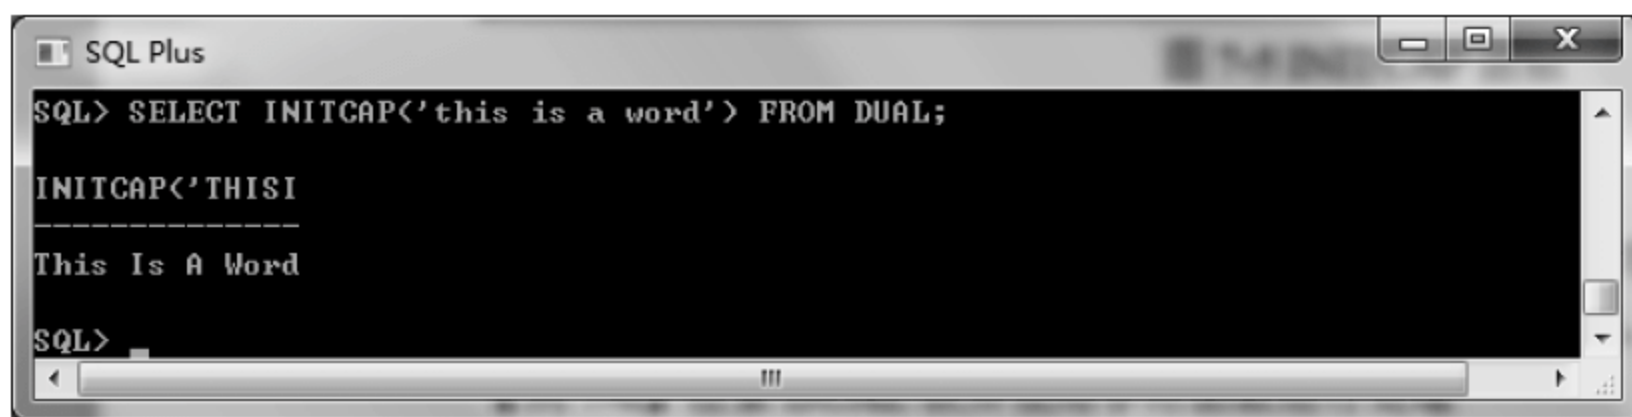 SQL Plus
SQL> SELECT INITCAP('this is a word') FROM DUAL;
INITCAP('THISI
--------------
This Is A Word
SQL> _